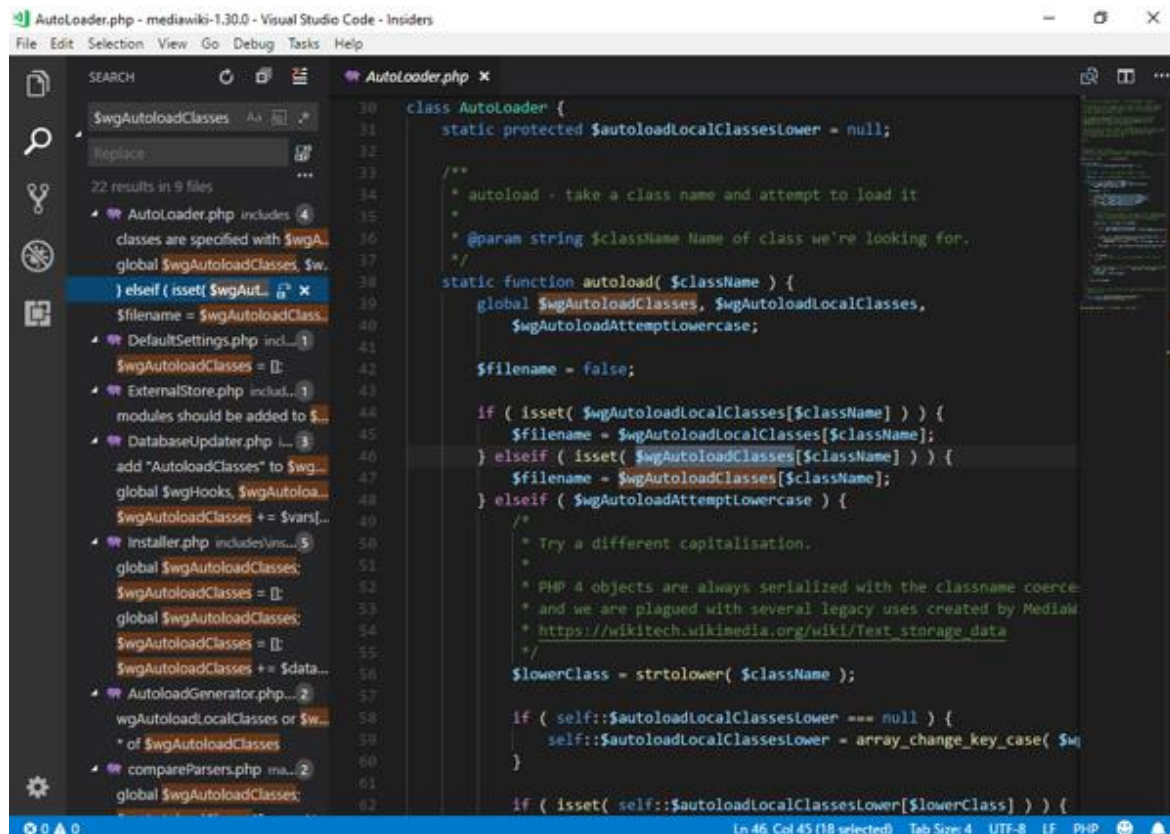 AutoLoader.php - mediawiki-1.30.0 - Visual Studio Code - Insiders
File Edit Selection View Go Debug Tasks Help
SEARCH
$wgAutoloadClasses
Replace
22 results in 9 files
AutoLoader.php includes 4
classes are specified with $wgA...
global $wgAutoloadClasses, $w...
} elseif ( isset( $wgAut...
$filename = $wgAutoloadClass...
DefaultSettings.php incl... 1
$wgAutoloadClasses = [];
ExternalStore.php includ... 1
modules should be added to $...
DatabaseUpdater.php i... 3
add "AutoloadClasses" to $wg...
global $wgHooks, $wgAutoloa...
$wgAutoloadClasses += $vars[...
Installer.php includes\ins... 5
global $wgAutoloadClasses;
$wgAutoloadClasses = [];
global $wgAutoloadClasses;
$wgAutoloadClasses = [];
$wgAutoloadClasses += $data...
AutoloadGenerator.php... 2
wgAutoloadLocalClasses or $w...
* of $wgAutoloadClasses
compareParsers.php ma... 2
global $wgAutoloadClasses;
AutoLoader.php
30 class AutoLoader {
31 static protected $autoloadLocalClassesLower = null;
32
33 /**
34 * autoload - take a class name and attempt to load it
35 *
36 * @param string $className Name of class we're looking for.
37 */
38 static function autoload( $className ) {
39 global $wgAutoloadClasses, $wgAutoloadLocalClasses,
40 $wgAutoloadAttemptLowercase;
41
42 $filename = false;
43
44 if ( isset( $wgAutoloadLocalClasses[$className] ) ) {
45 $filename = $wgAutoloadLocalClasses[$className];
46 } elseif ( isset( $wgAutoloadClasses[$className] ) ) {
47 $filename = $wgAutoloadClasses[$className];
48 } elseif ( $wgAutoloadAttemptLowercase ) {
49 /*
50 * Try a different capitalisation.
51 *
52 * PHP 4 objects are always serialized with the classname coerce
53 * and we are plagued with several legacy uses created by MediaW
54 * https://wikitech.wikimedia.org/wiki/Text_storage_data
55 */
56 $lowerClass = strtolower( $className );
57
58 if ( self::$autoloadLocalClassesLower === null ) {
59 self::$autoloadLocalClassesLower = array_change_key_case( $wg
60 }
61
62 if ( isset( self::$autoloadLocalClassesLower[$lowerClass] ) ) {
0 0
Ln 46, Col 45 (18 selected) Tab Size: 4 UTF-8 LF PHP